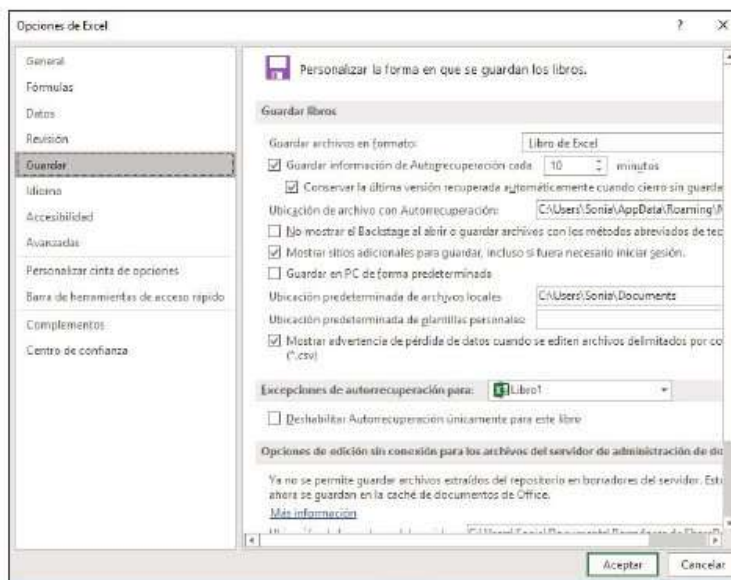 Opciones de Excel
?
General
Fórmulas
Datos
Revisión
Guardar
Idioma
Accesibilidad
Avanzadas
Personalizar cinta de opciones
Barra de herramientas de acceso rápido
Complementos
Centro de confianza
Personalizar la forma en que se guardan los libros.
Guardar libros
Guardar archivos en formato: Libro de Excel
Guardar información de Autorrecuperación cada 10 minutos
Conservar la última versión recuperada automáticamente cuando cierro sin guarda
Ubicación de archivo con Autorrecuperación: C:\Users\Sonia\AppData\Roaming\M
No mostrar el Backstage al abrir o guardar archivos con los métodos abreviados de tec
Mostrar sitios adicionales para guardar, incluso si fuera necesario iniciar sesión.
Guardar en PC de forma predeterminada
Ubicación predeterminada de archivos locales C:\Users\Sonia\Documents
Ubicación predeterminada de plantillas personales:
Mostrar advertencia de pérdida de datos cuando se editen archivos delimitados por co
(*.csv)
Excepciones de autorrecuperación para: Libro1
Deshabilitar Autorrecuperación únicamente para este libro
Opciones de edición sin conexión para los archivos del servidor de administración de do
Ya no se permite guardar archivos extraídos del repositorio en borradores del servidor. Esto
ahora se guardan en la caché de documentos de Office.
Más información
Aceptar
Cancelar